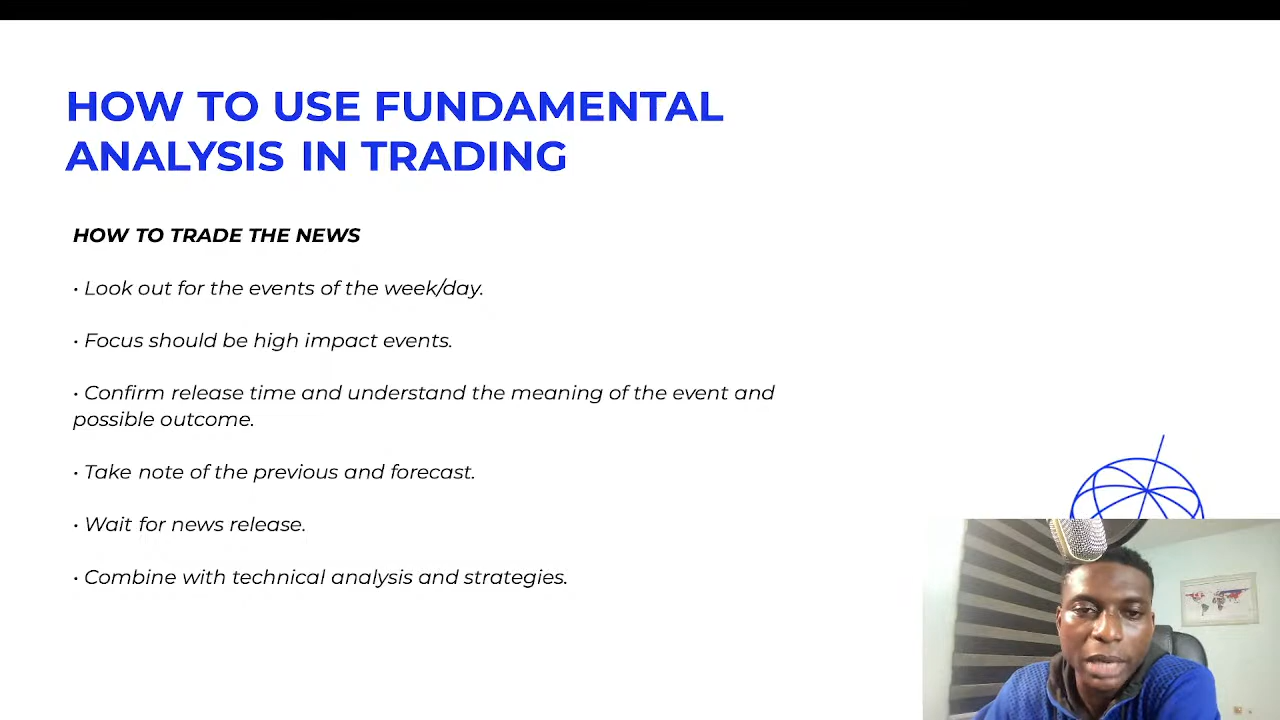 HOW TO USE FUNDAMENTAL
ANALYSIS IN TRADING
HOW TO TRADE THE NEWS
• Look out for the events of the week/day.
• Focus should be high impact events.
• Confirm release time and understand the meaning of the event and
possible outcome.
• Take note of the previous and forecast.
• Wait for news release.
• Combine with technical analysis and strategies.